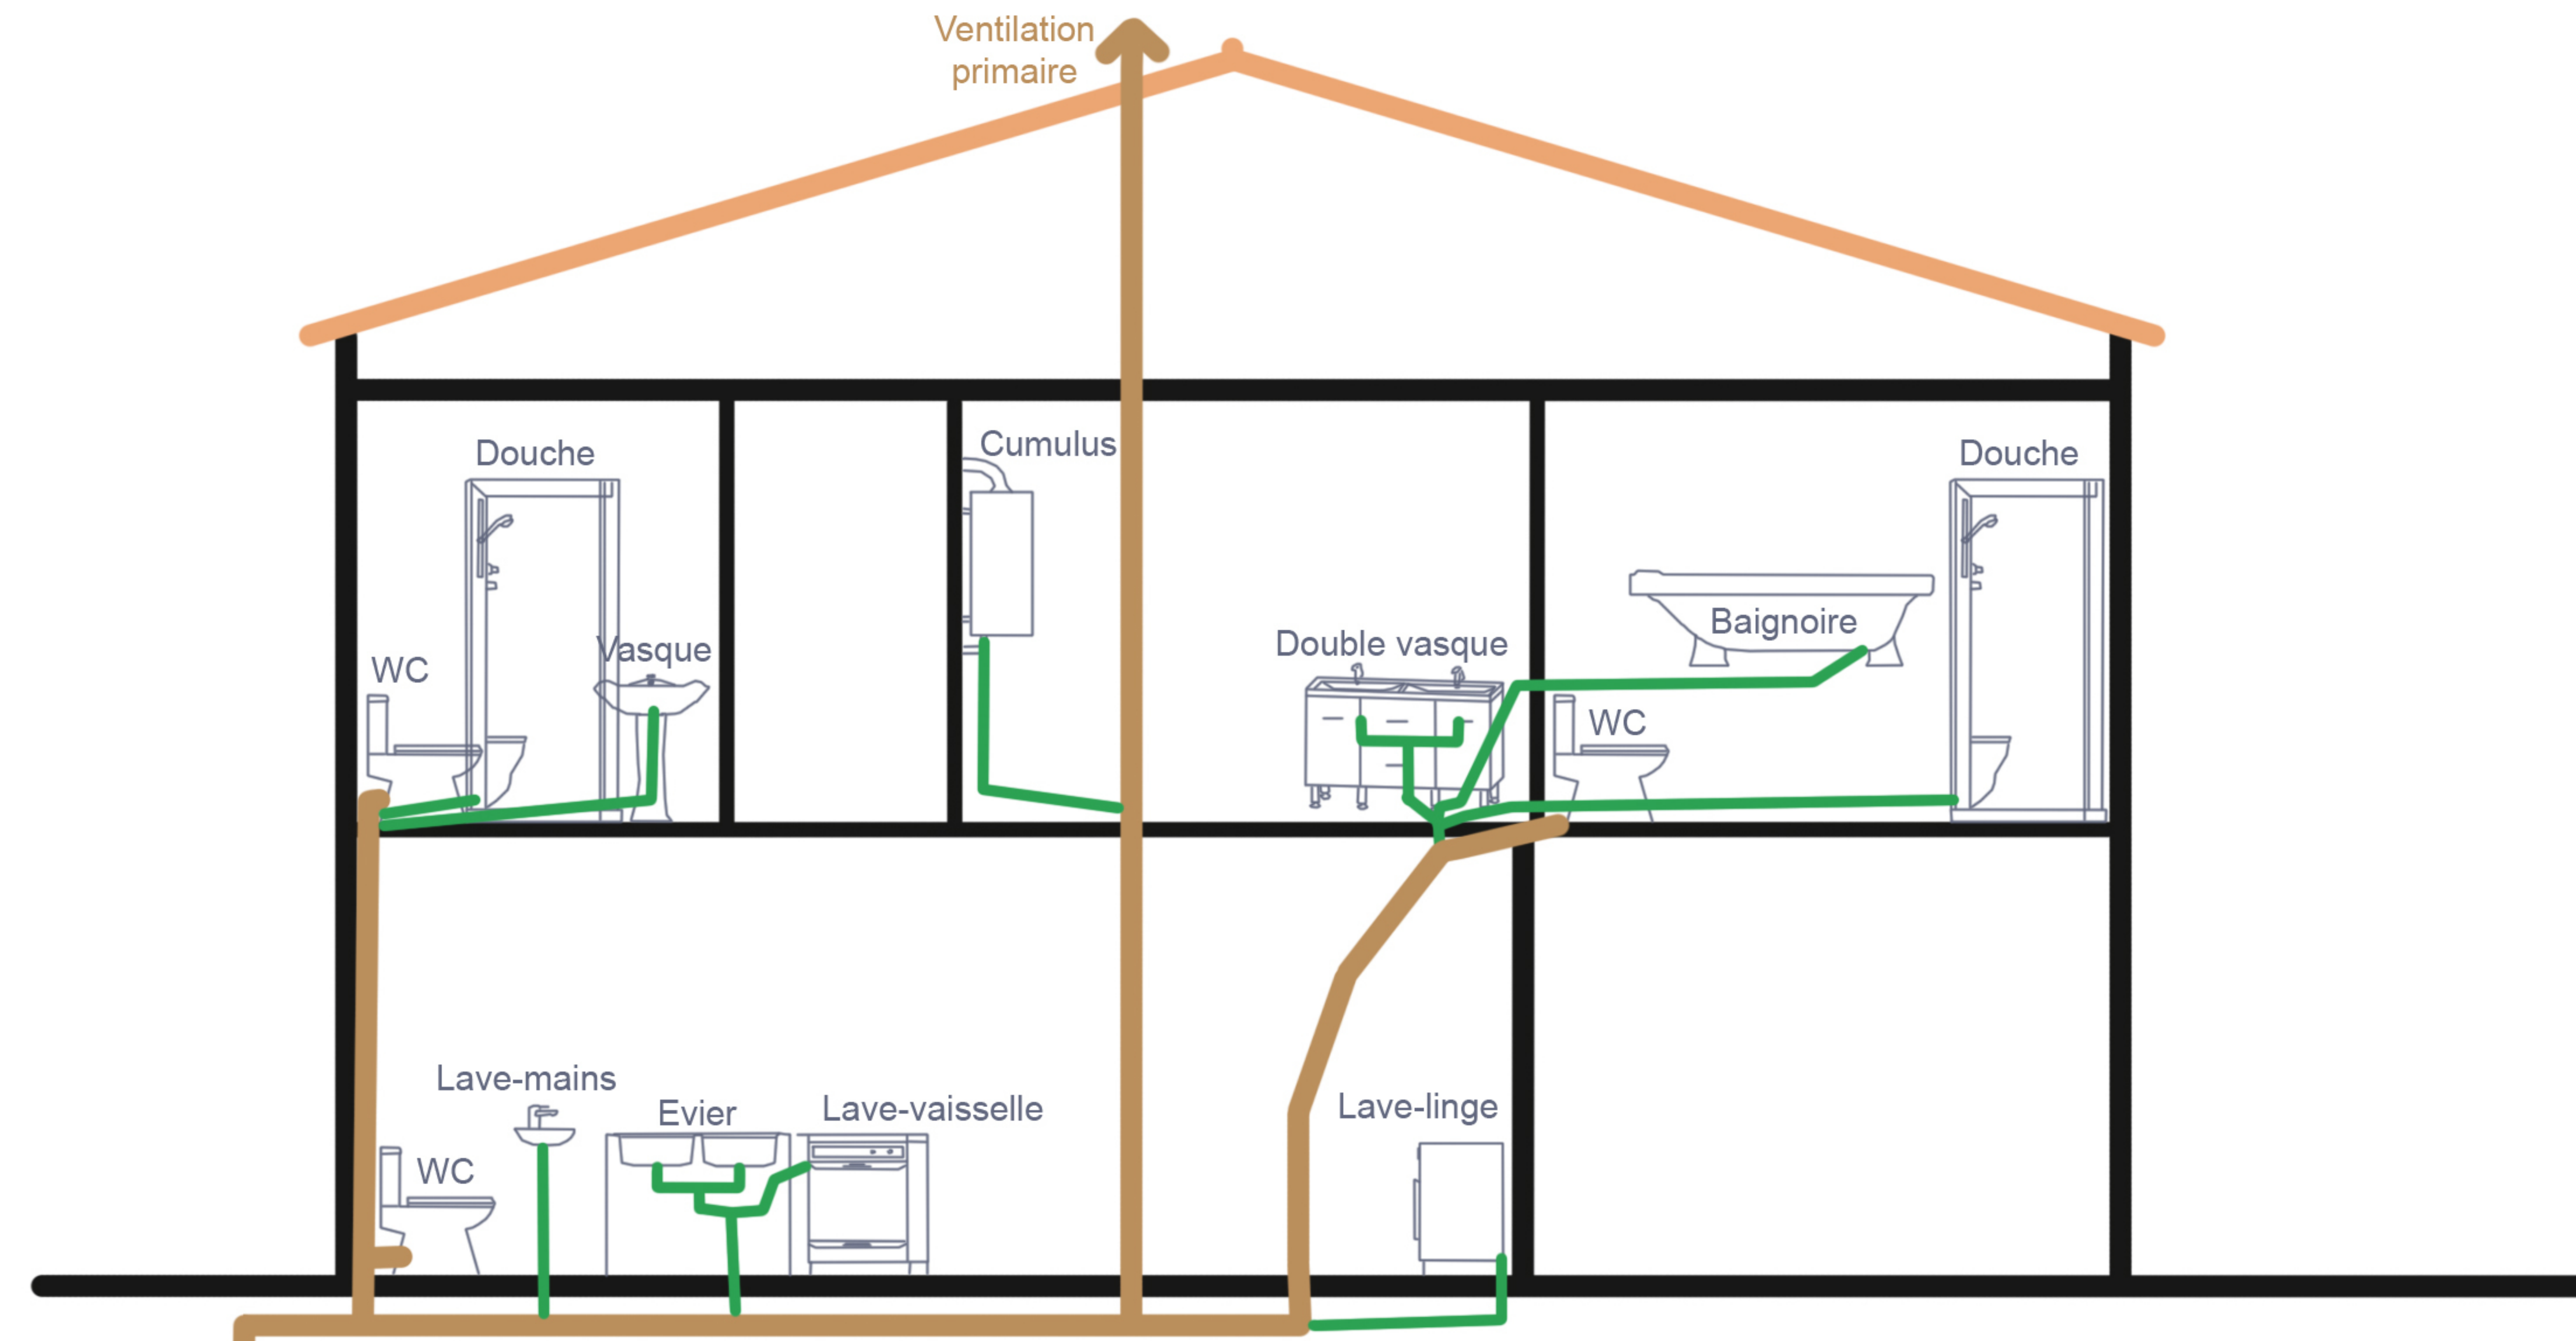 Ventilation
primaire
Douche
Cumulus
Douche
Baignoire
Double vasque
Vasque
WC
WC
Lave-mains
Evier
Lave-vaisselle
Lave-linge
WC